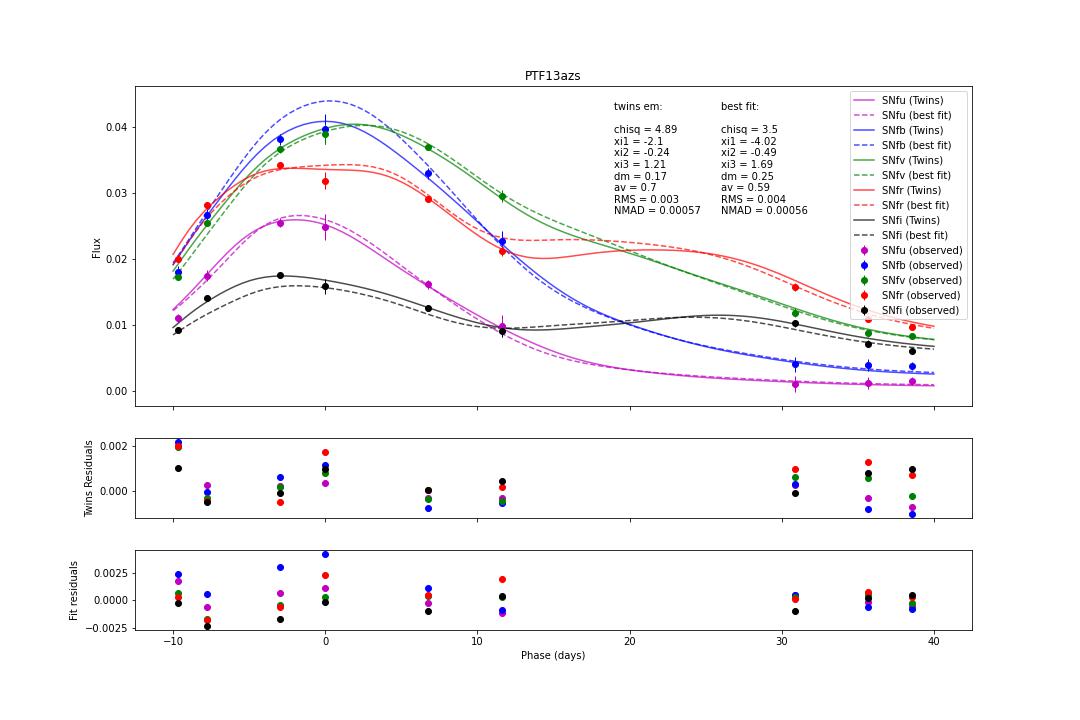 PTF13azs
Flux
0.04
0.03
0.02
0.01
0.00
twins em: best fit:
chisq = 4.89 chisq = 3.5
xi1 = -2.1 xi1 = -4.02
xi2 = -0.24 xi2 = -0.49
xi3 = 1.21 xi3 = 1.69
dm = 0.17 dm = 0.25
av = 0.7 av = 0.59
RMS = 0.003 RMS = 0.004
NMAD = 0.00057 NMAD = 0.00056
SNfu (Twins)
SNfu (best fit)
SNfb (Twins)
SNfb (best fit)
SNfv (Twins)
SNfv (best fit)
SNfr (Twins)
SNfr (best fit)
SNfi (Twins)
SNfi (best fit)
SNfu (observed)
SNfb (observed)
SNfv (observed)
SNfr (observed)
SNfi (observed)
Twins Residuals
0.002
0.000
Fit residuals
0.0025
0.0000
−0.0025
−10 0 10 20 30 40
Phase (days)